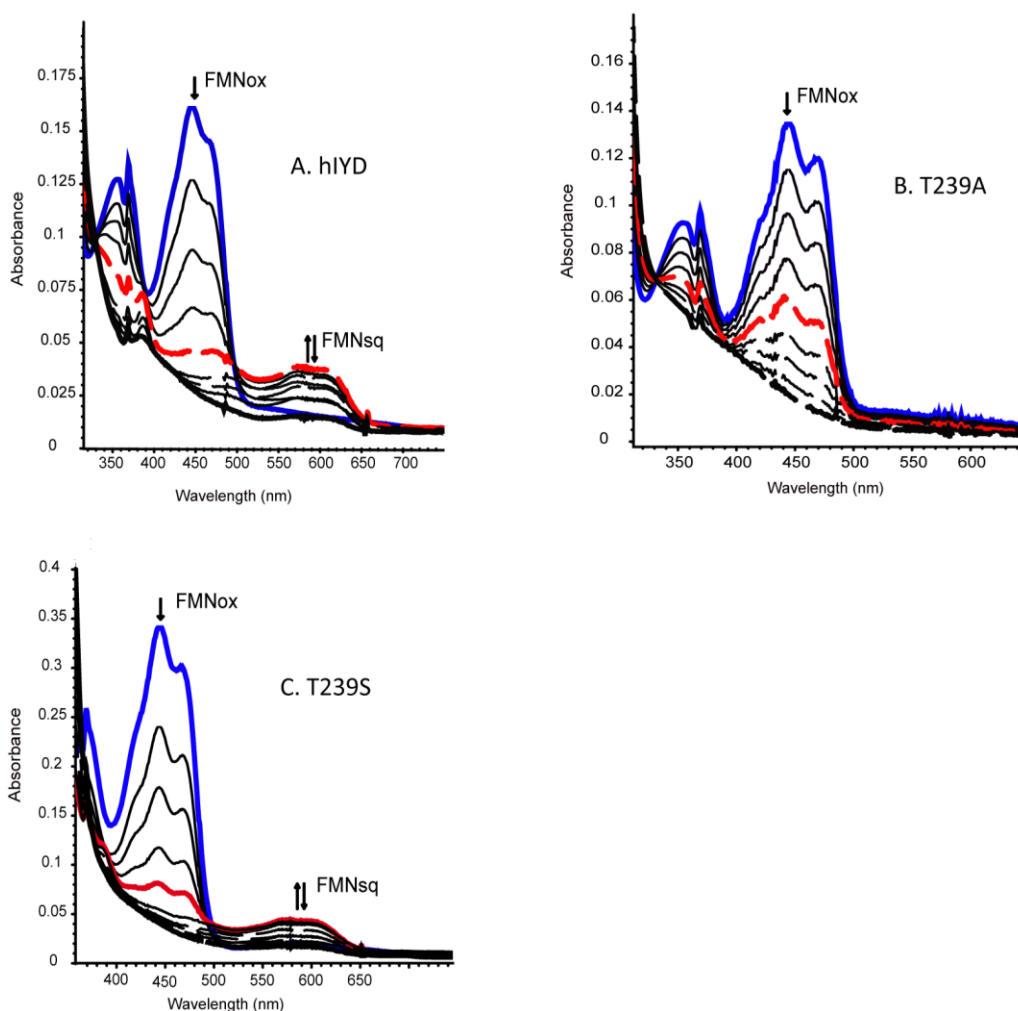 FMNox
A. hIYD
FMNsq
Absorbance
0.175
0.15
0.125
0.1
0.075
0.05
0.025
0
350 400 450 500 550 600 700
Wavelength (nm)
FMNox
B. T239A
Absorbance
0.16
0.14
0.12
0.10
0.08
0.06
0.04
0.02
0
350 400 450 500 550 600
Wavelength (nm)
FMNox
C. T239S
FMNsq
Absorbance
0.4
0.35
0.3
0.25
0.2
0.15
0.1
0.05
0
400 450 500 550 600 650
Wavelength (nm)